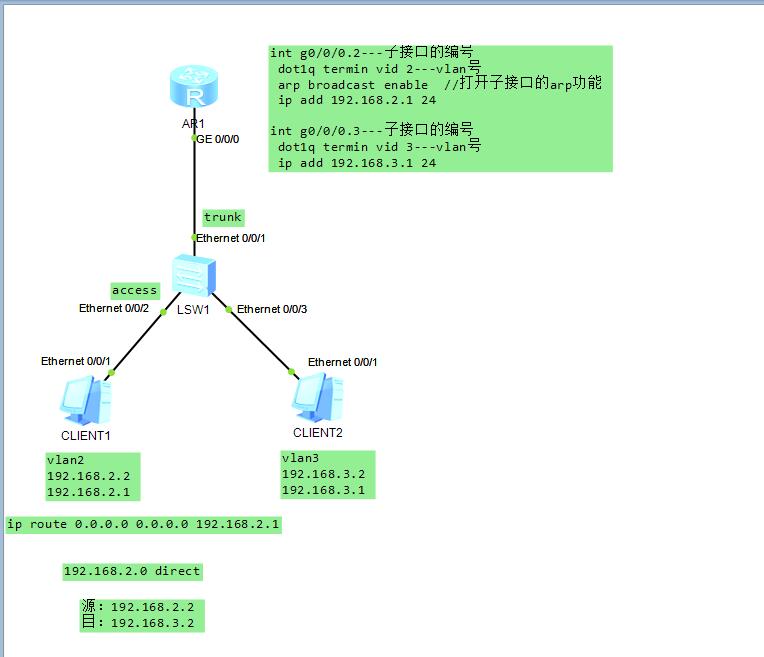 int g0/0/0.2---子接口的编号
dot1q termin vid 2---vlan号
arp broadcast enable  //打开子接口的arp功能
ip add 192.168.2.1 24
int g0/0/0.3---子接口的编号
dot1q termin vid 3---vlan号
ip add 192.168.3.1 24
R
AR1
GE 0/0/0
trunk
Ethernet 0/0/1
access
Ethernet 0/0/2
LSW1
Ethernet 0/0/3
Ethernet 0/0/1
Ethernet 0/0/1
CLIENT1
CLIENT2
vlan2
192.168.2.2
192.168.2.1
vlan3
192.168.3.2
192.168.3.1
ip route 0.0.0.0 0.0.0.0 192.168.2.1
192.168.2.0 direct
源：192.168.2.2
目：192.168.3.2